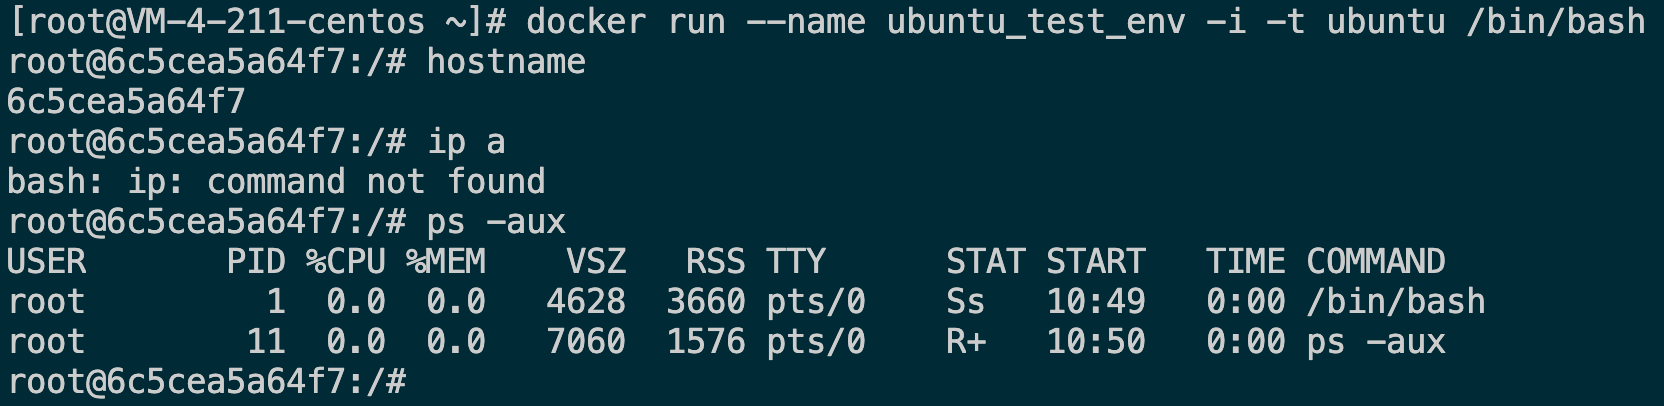 [root@VM-4-211-centos ~]# docker run --name ubuntu_test_env -i -t ubuntu /bin/bash
root@6c5cea5a64f7:/# hostname
6c5cea5a64f7
root@6c5cea5a64f7:/# ip a
bash: ip: command not found
root@6c5cea5a64f7:/# ps -aux
USER       PID %CPU %MEM    VSZ   RSS TTY      STAT START   TIME COMMAND
root         1  0.0  0.0   4628  3660 pts/0    Ss   10:49   0:00 /bin/bash
root        11  0.0  0.0   7060  1576 pts/0    R+   10:50   0:00 ps -aux
root@6c5cea5a64f7:/#